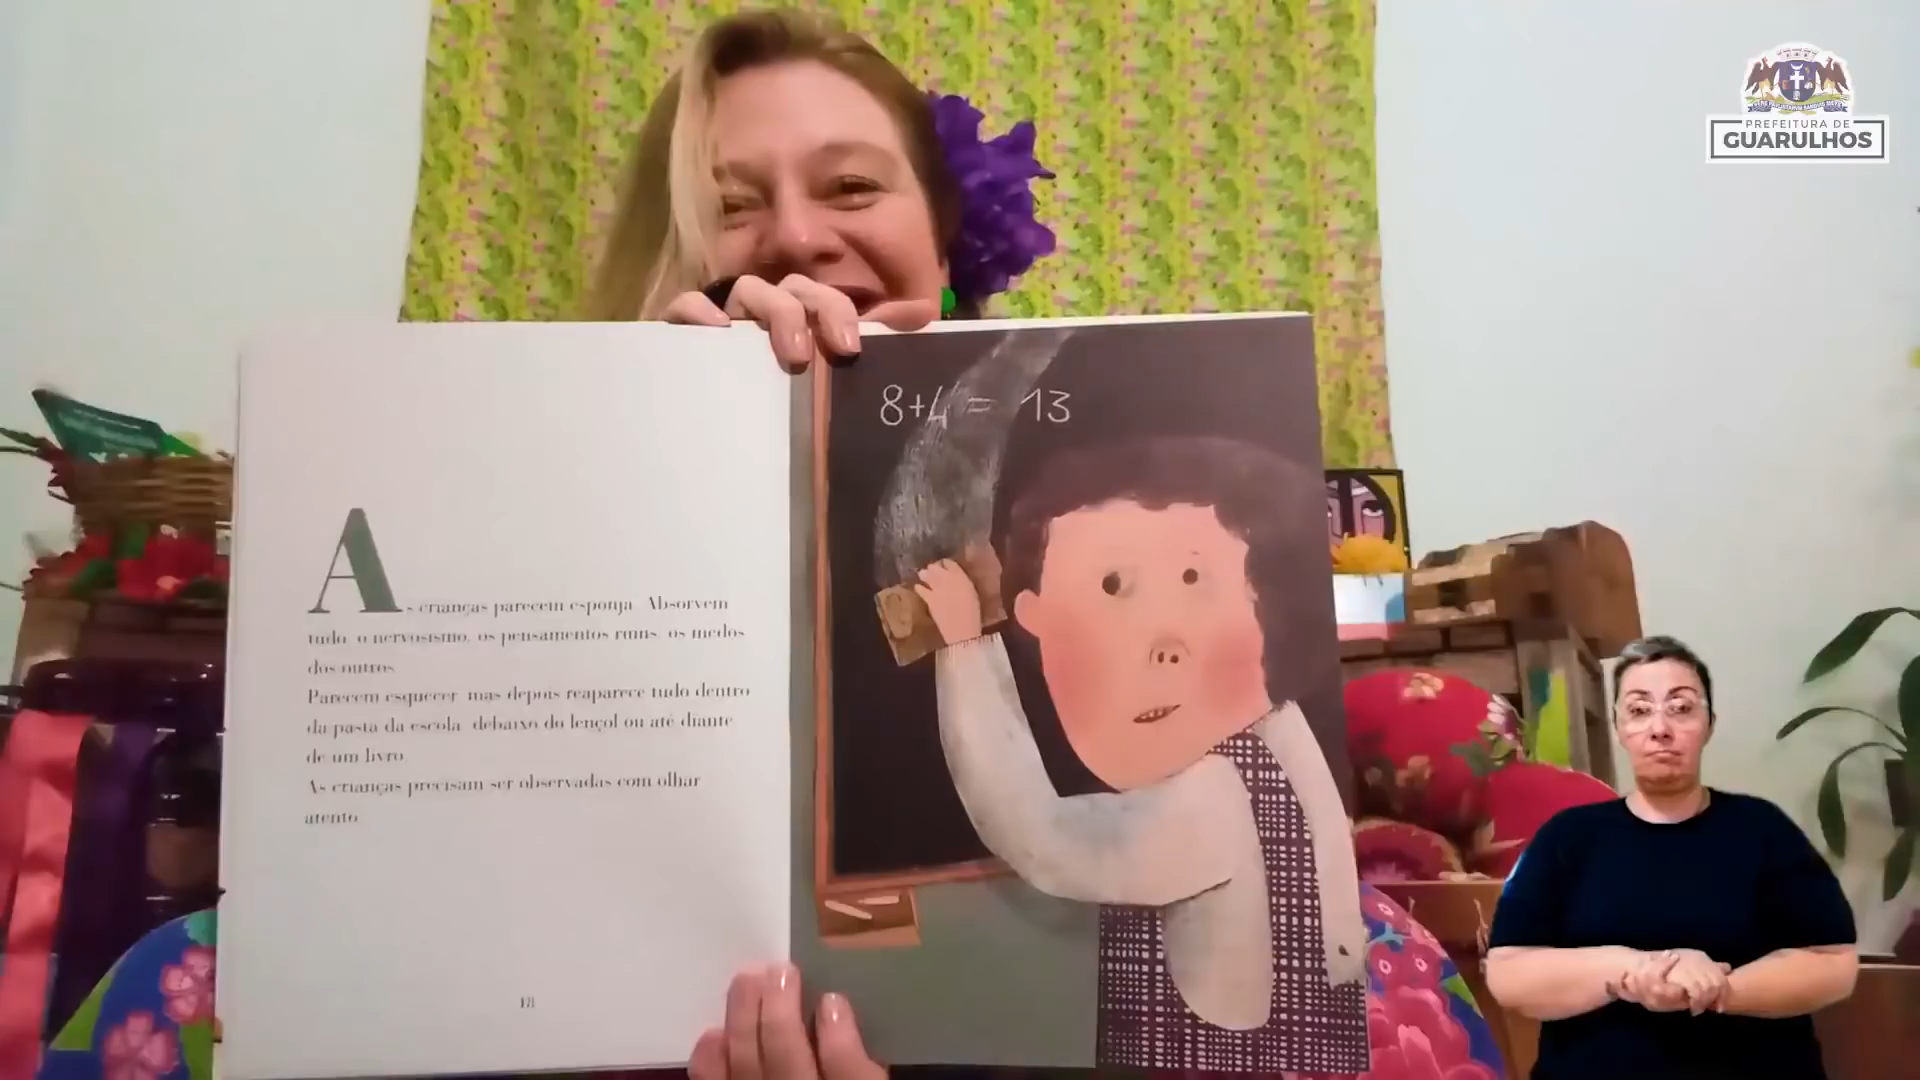 PREFEITURA DE
GUARULHOS
8+4 = 13
As crianças parecem esponja. Absorvem
tudo: o nervosismo, os pensamentos ruins, os medos
dos outros.
Parecem esquecer, mas depois reaparece tudo dentro
da pasta da escola, debaixo do lençol ou até diante
de um livro.
As crianças precisam ser observadas com olhar
atento.
18